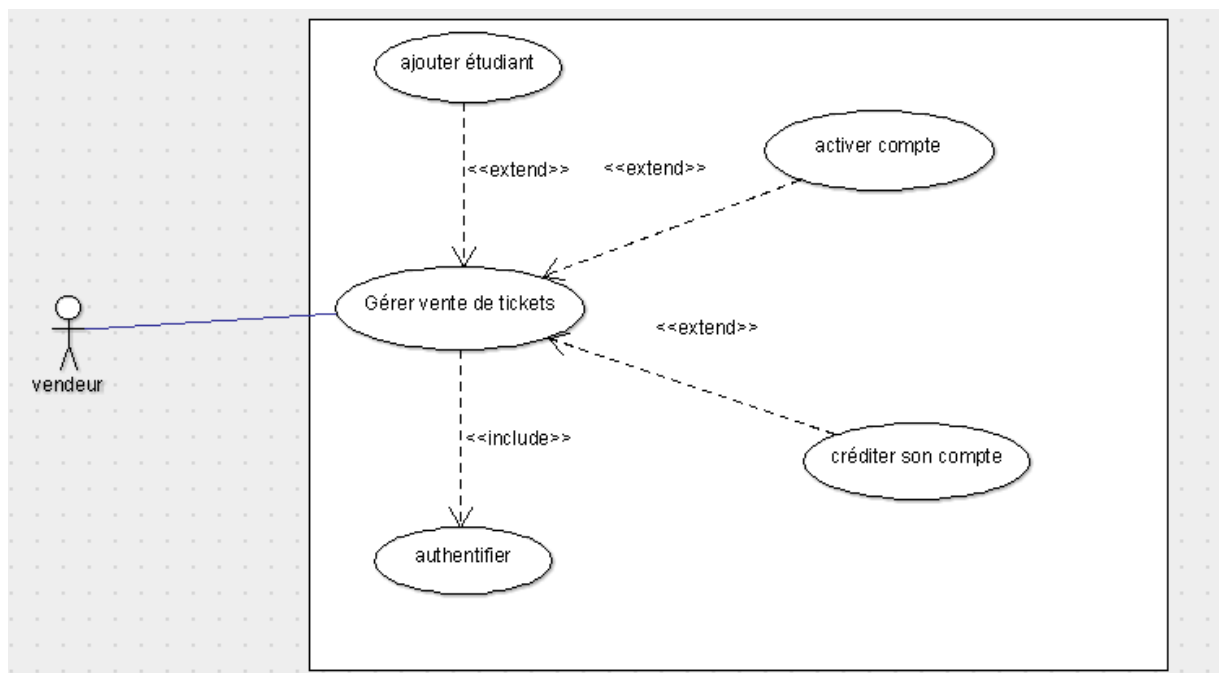 ajouter étudiant
activer compte
<<extend>>
<<extend>>
Gérer vente de tickets
<<extend>>
vendeur
<<include>>
créditer son compte
authentifier